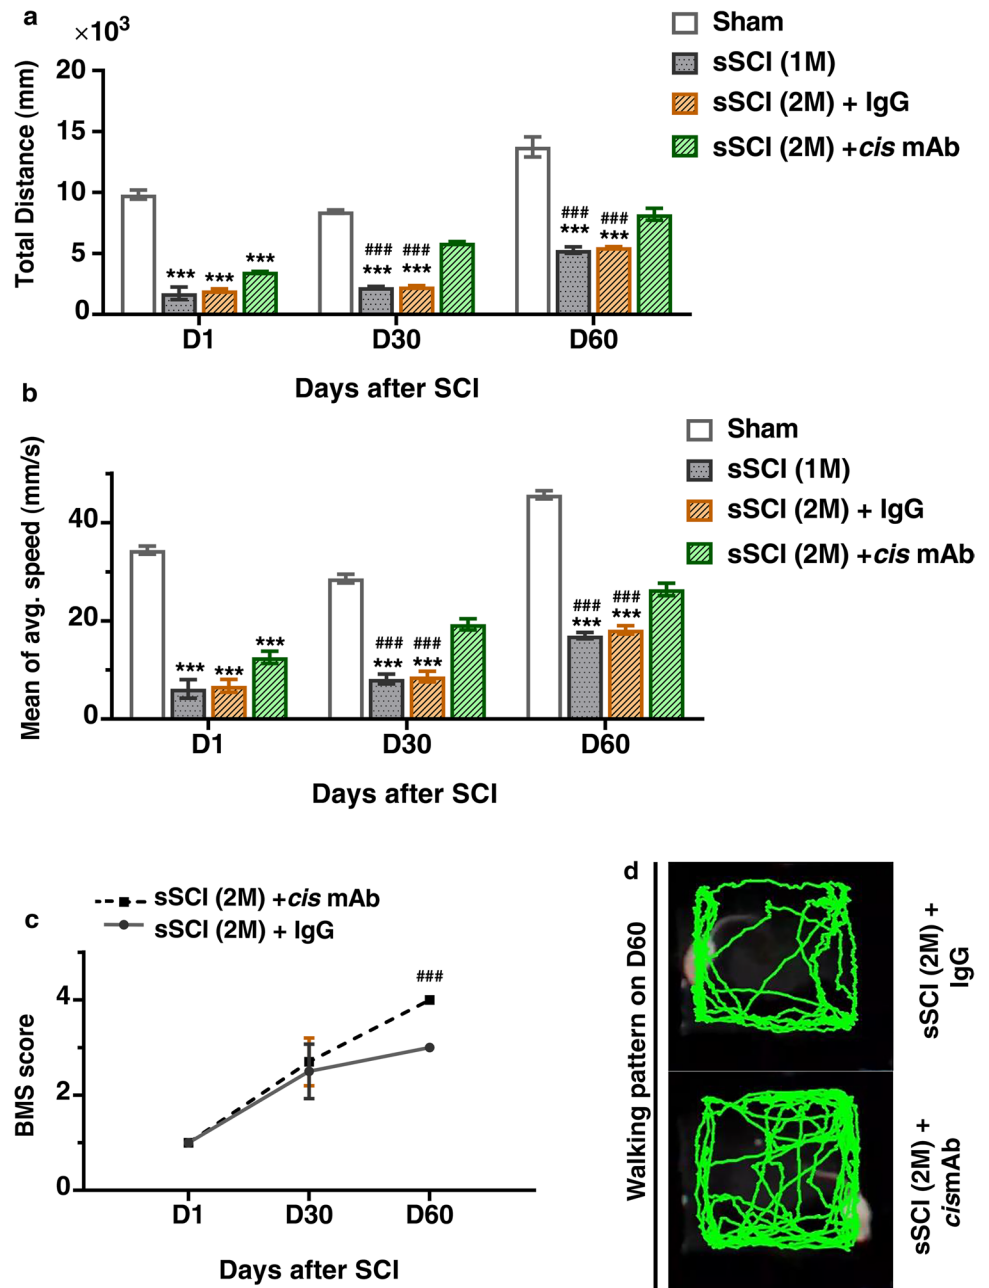 a
×10³
Total Distance (mm)
20
15
10
5
0
Sham
sSCI (1M)
sSCI (2M) + IgG
sSCI (2M) +cis mAb
*** *** ***
### ###
*** ***
### ###
*** ***
D1 D30 D60
Days after SCI
b
Mean of avg. speed (mm/s)
40
20
0
Sham
sSCI (1M)
sSCI (2M) + IgG
sSCI (2M) +cis mAb
*** *** ***
### ###
*** ***
### ###
*** ***
D1 D30 D60
Days after SCI
c
sSCI (2M) +cis mAb
sSCI (2M) + IgG
BMS score
4
2
0
###
D1 D30 D60
Days after SCI
d
Walking pattern on D60
sSCI (2M) +
IgG
sSCI (2M) +
cismAb